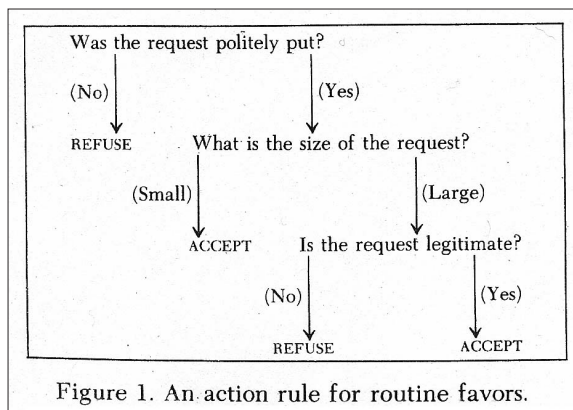 Was the request politely put?
(No) (Yes)
REFUSE What is the size of the request?
(Small) (Large)
ACCEPT Is the request legitimate?
(No) (Yes)
REFUSE ACCEPT
Figure 1. An action rule for routine favors.